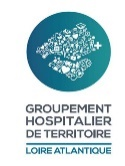 GROUPEMENT
HOSPITALIER
DE TERRITOIRE
LOIRE ATLANTIQUE